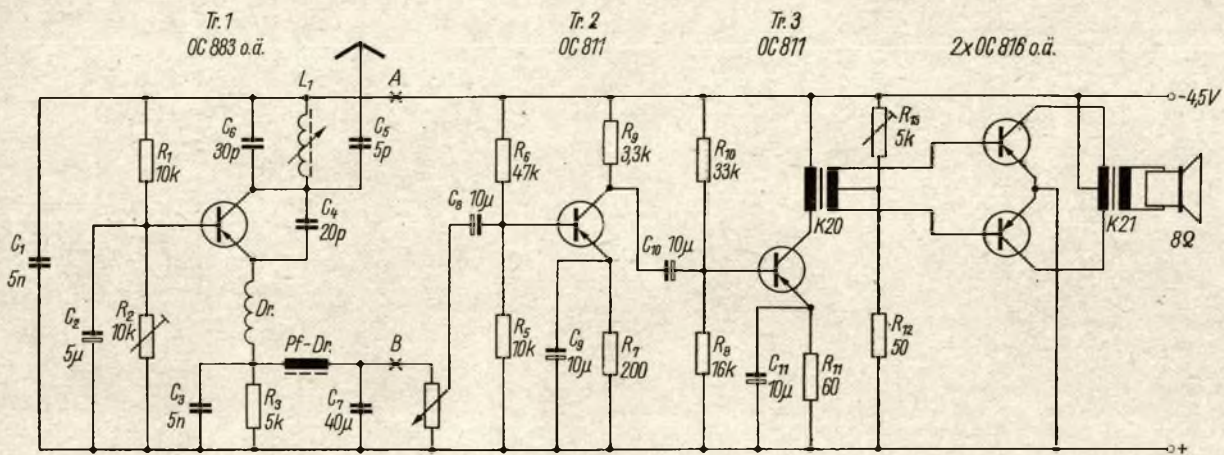 Tr. 1
OC 883 o.ä.
Tr. 2
OC 811
Tr. 3
OC 811
2x OC 816 o.ä.
L1
A
-4,5V
R1
10k
C6
30p
C5
5p
C4
20p
C1
5n
C2
5µ
R2
10k
Dr.
Pf-Dr.
B
C3
5n
R3
5k
C7
40µ
C8 10µ
R6
47k
R5
10k
R9
3,3k
C9
10µ
R7
200
C10 10µ
R10
33k
R8
16k
C11
10µ
R11
60
K20
R15
5k
R12
50
K21
8Ω
+